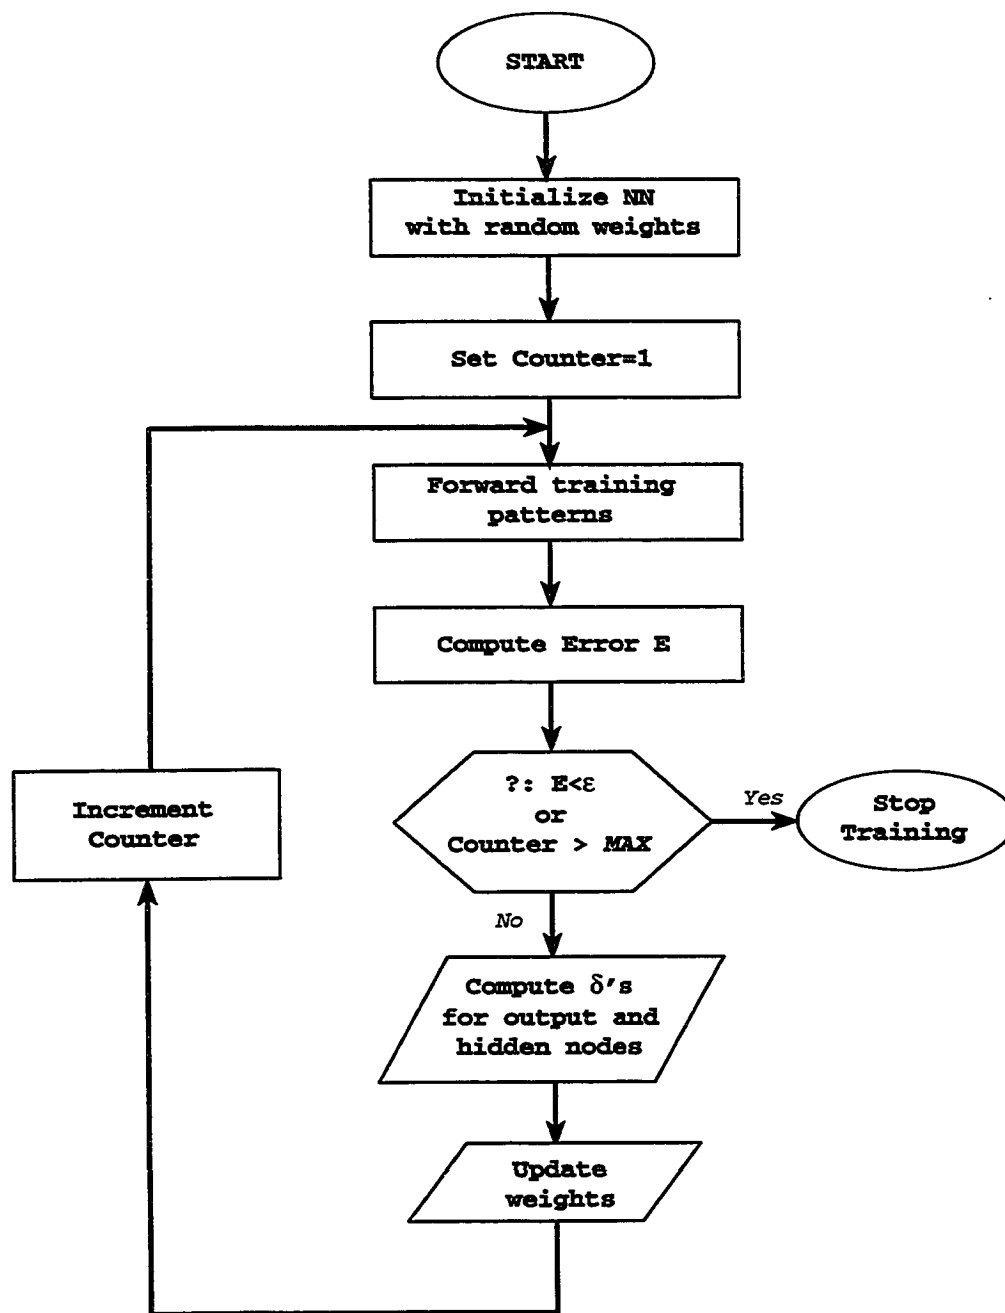 START
Initialize NN
with random weights
Set Counter=1
Forward training
patterns
Compute Error E
?: E<ε
or
Counter > MAX
Yes
Stop
Training
Increment
Counter
No
Compute δ's
for output and
hidden nodes
Update
weights